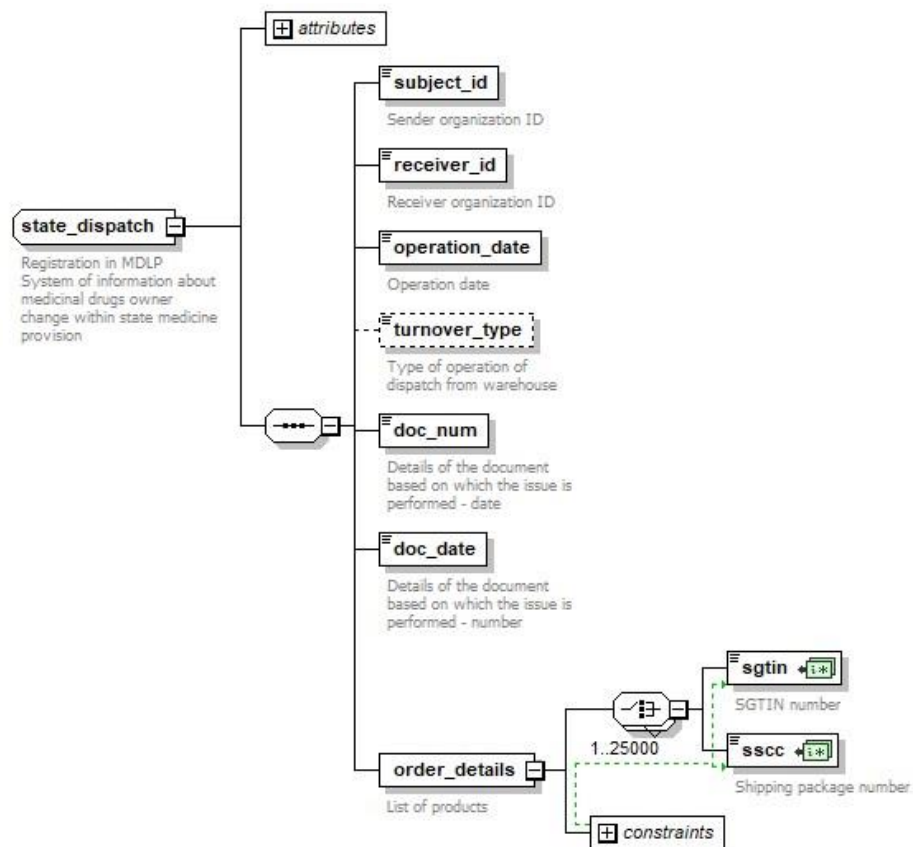 attributes
subject_id
Sender organization ID
receiver_id
Receiver organization ID
state_dispatch
Registration in MDLP
System of information about
medicinal drugs owner
change within state medicine
provision
operation_date
Operation date
turnover_type
Type of operation of
dispatch from warehouse
doc_num
Details of the document
based on which the issue is
performed - date
doc_date
Details of the document
based on which the issue is
performed - number
sgtin
i*
SGTIN number
1..25000
sscc
i*
Shipping package number
order_details
List of products
constraints